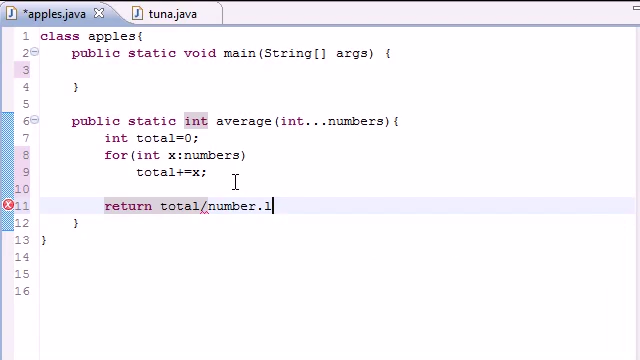 *apples.java
tuna.java
1 class apples{
2 public static void main(String[] args) {
3
4 }
5
6 public static int average(int...numbers){
7 int total=0;
8 for(int x:numbers)
9 total+=x;
10
11 return total/number.l
12 }
13 }
14
15
16